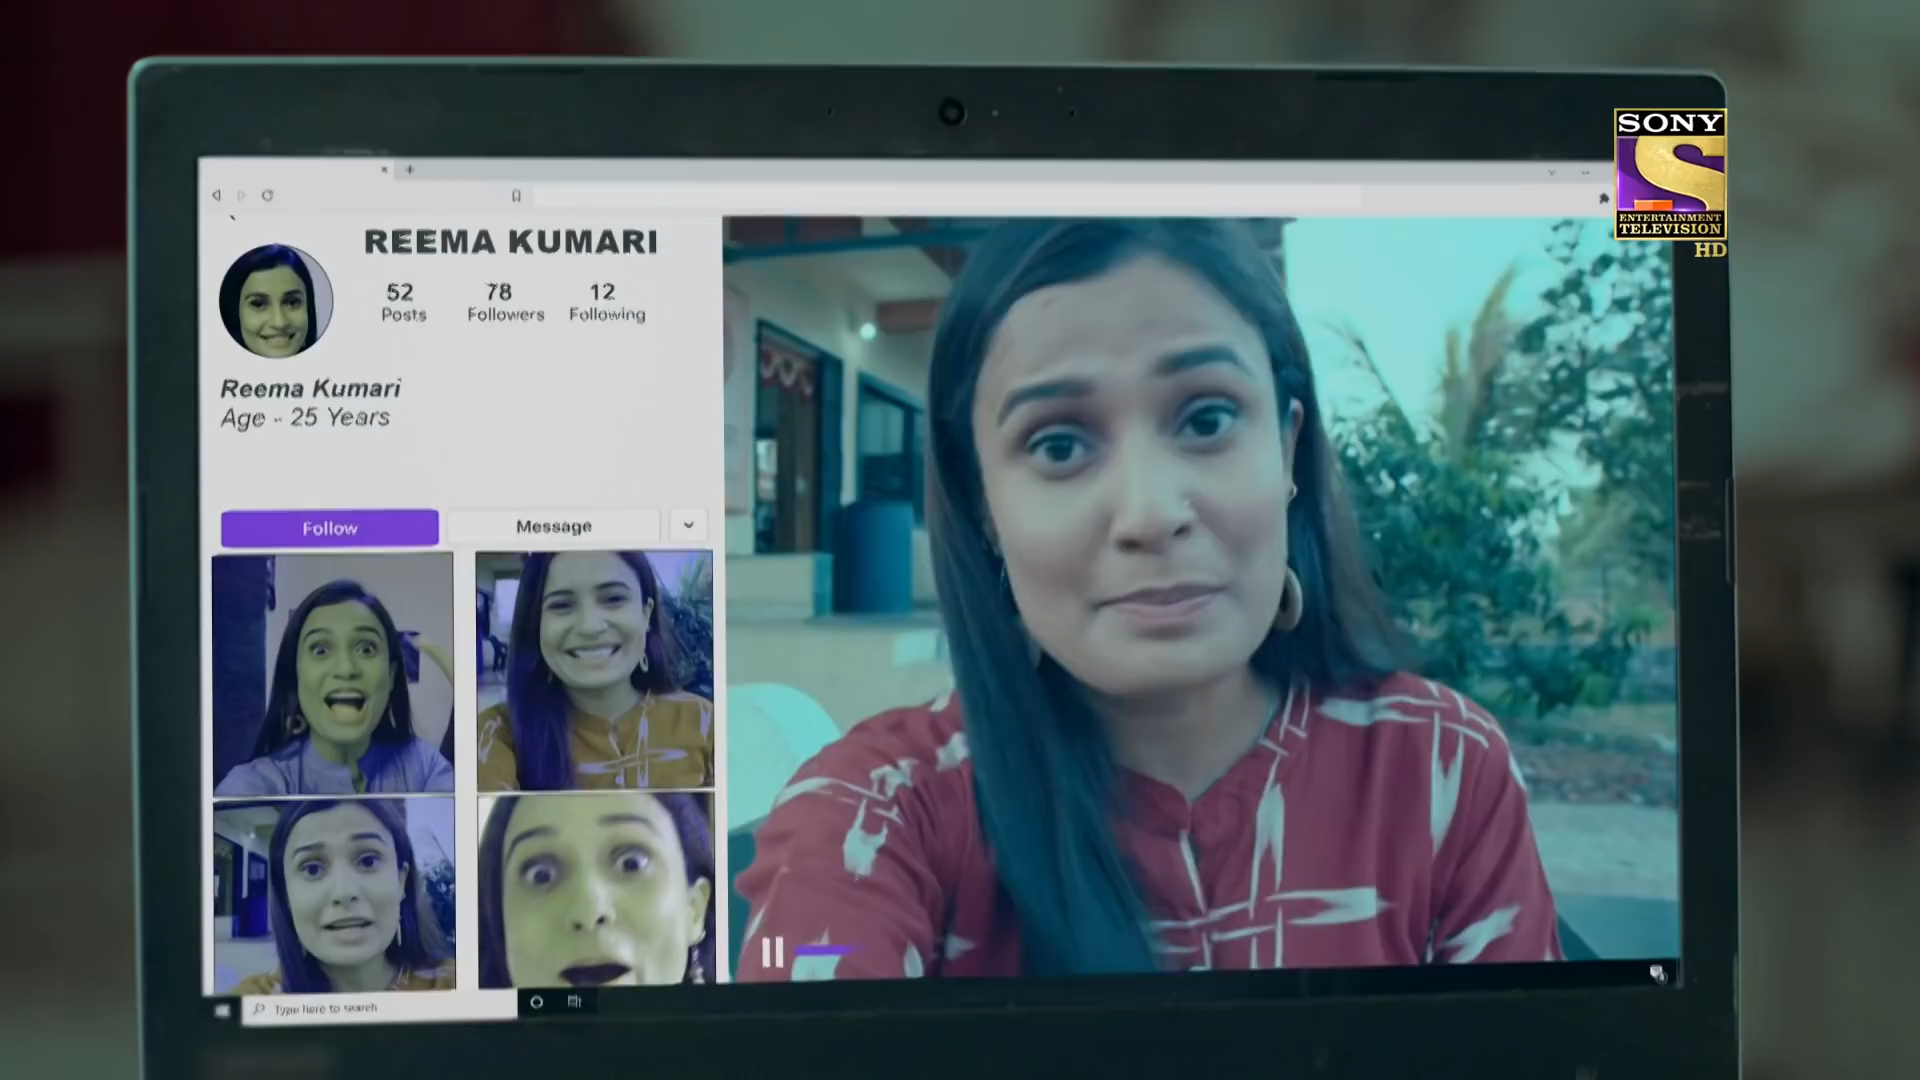 SONY
ENTERTAINMENT
TELEVISION
HD
REEMA KUMARI
52 78 12
Posts Followers Following
Reema Kumari
Age - 25 Years
Follow Message
Type here to search